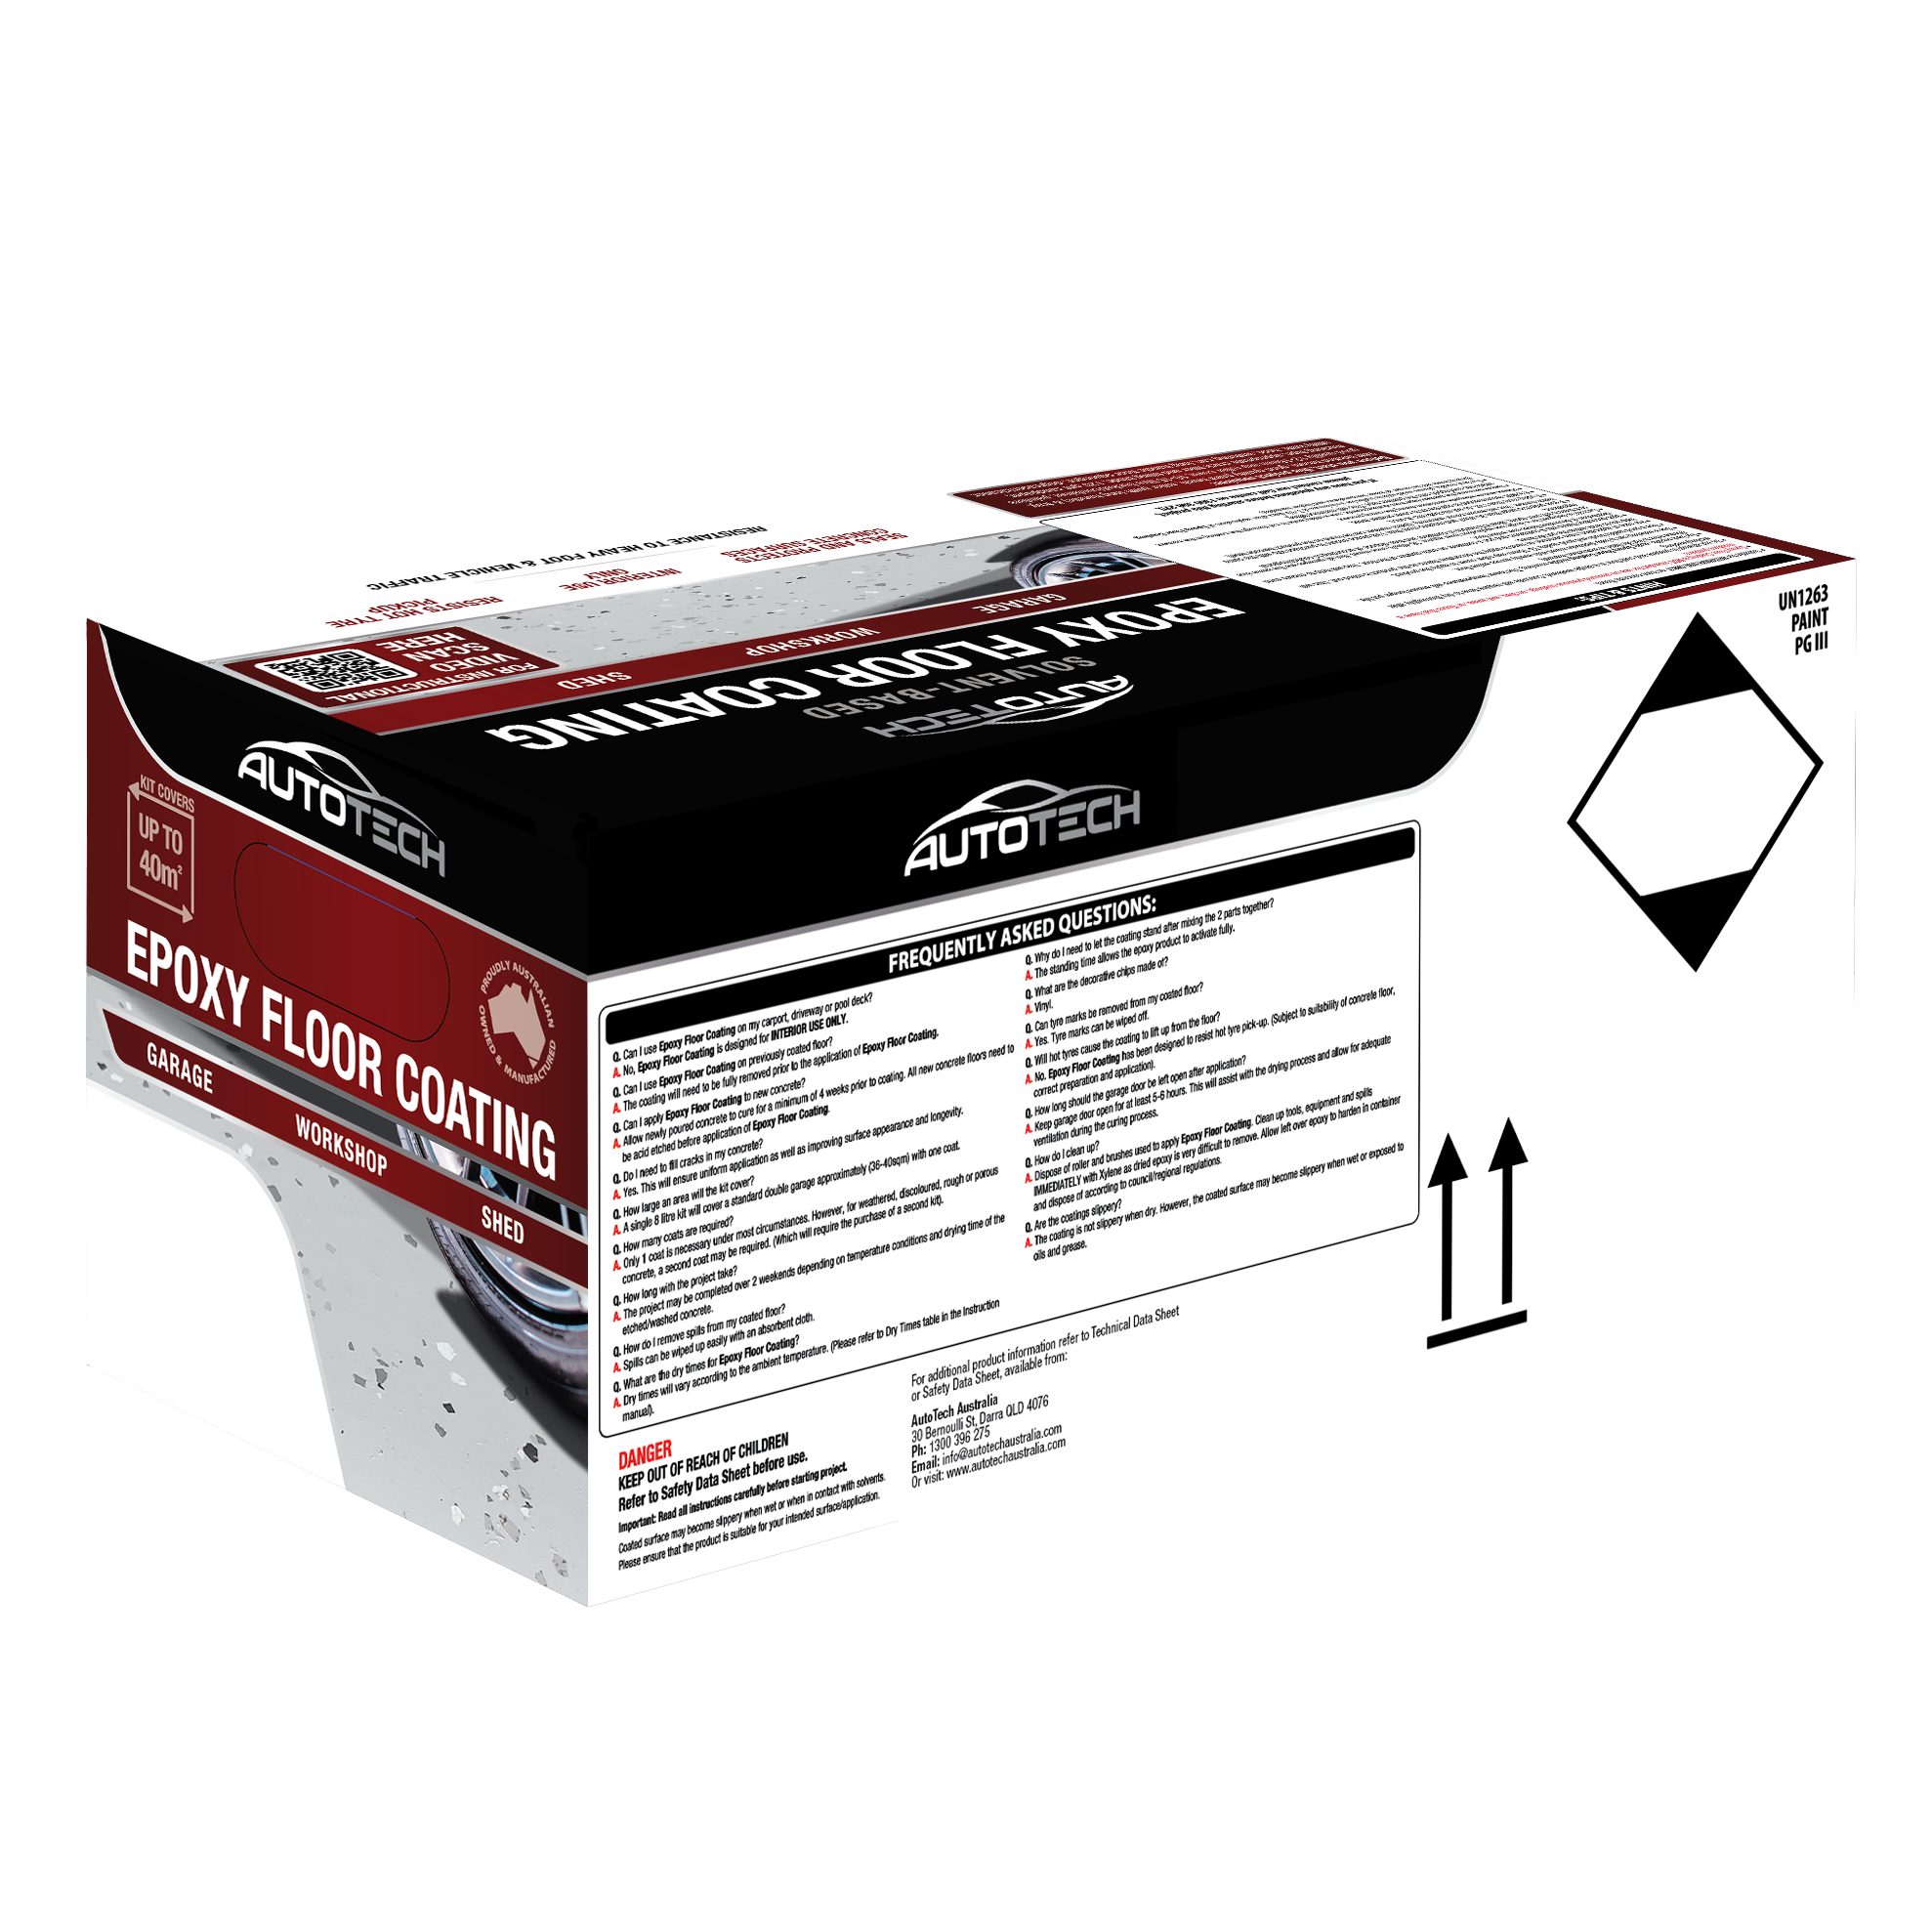 RESISTANCE TO HEAVY FOOT & VEHICLE TRAFFIC
SEALS AND PROTECTS
CONCRETE SURFACES
INTERIOR USE
ONLY
RESISTS HOT TYRE
PICKUP
FOR INSTRUCTIONAL
VIDEO
SCAN
HERE
GARAGE
WORKSHOP
SHED
EPOXY FLOOR COATING
SOLVENT-BASED
AUTOTECH
HINTS & TIPS
UN1263
PAINT
PG III
AUTOTECH
KIT COVERS
UP TO
40m²
EPOXY FLOOR COATING
PROUDLY AUSTRALIAN
OWNED & MANUFACTURED
GARAGE
WORKSHOP
SHED
AUTOTECH
FREQUENTLY ASKED QUESTIONS:
Q. Can I use Epoxy Floor Coating on my carport, driveway or pool deck?
A. No, Epoxy Floor Coating is designed for INTERIOR USE ONLY.
Q. Can I use Epoxy Floor Coating on previously coated floor?
A. The coating will need to be fully removed prior to the application of Epoxy Floor Coating.
Q. Can I apply Epoxy Floor Coating to new concrete?
A. Allow newly poured concrete to cure for a minimum of 4 weeks prior to coating. All new concrete floors need to
be acid etched before application of Epoxy Floor Coating.
Q. Do I need to fill cracks in my concrete?
A. Yes. This will ensure uniform application as well as improving surface appearance and longevity.
Q. How large an area will the kit cover?
A. A single 8 litre kit will cover a standard double garage approximately (36-40sqm) with one coat.
Q. How many coats are required?
A. Only 1 coat is necessary under most circumstances. However, for weathered, discoloured, rough or porous
concrete, a second coat may be required. (Which will require the purchase of a second kit).
Q. How long with the project take?
A. The project may be completed over 2 weekends depending on temperature conditions and drying time of the
etched/washed concrete.
Q. How do I remove spills from my coated floor?
A. Spills can be wiped up easily with an absorbent cloth.
Q. What are the dry times for Epoxy Floor Coating?
A. Dry times will vary according to the ambient temperature. (Please refer to Dry Times table in the Instruction
manual).
Q. Why do I need to let the coating stand after mixing the 2 parts together?
A. The standing time allows the epoxy product to activate fully.
Q. What are the decorative chips made of?
A. Vinyl.
Q. Can tyre marks be removed from my coated floor?
A. Yes. Tyre marks can be wiped off.
Q. Will hot tyres cause the coating to lift up from the floor?
A. No. Epoxy Floor Coating has been designed to resist hot tyre pick-up. (Subject to suitability of concrete floor,
correct preparation and application).
Q. How long should the garage door be left open after application?
A. Keep garage door open for at least 5-6 hours. This will assist with the drying process and allow for adequate
ventilation during the curing process.
Q. How do I clean up?
A. Dispose of roller and brushes used to apply Epoxy Floor Coating. Clean up tools, equipment and spills
IMMEDIATELY with Xylene as dried epoxy is very difficult to remove. Allow left over epoxy to harden in container
and dispose of according to council/regional regulations.
Q. Are the coatings slippery?
A. The coating is not slippery when dry. However, the coated surface may become slippery when wet or exposed to
oils and grease.
DANGER
KEEP OUT OF REACH OF CHILDREN
Refer to Safety Data Sheet before use.
Important: Read all instructions carefully before starting project.
Coated surface may become slippery when wet or when in contact with solvents.
Please ensure that the product is suitable for your intended surface/application.
For additional product information refer to Technical Data Sheet
or Safety Data Sheet, available from:
AutoTech Australia
30 Bernoulli St, Darra QLD 4076
Ph: 1300 396 275
Email: info@autotechaustralia.com
Or visit: www.autotechaustralia.com